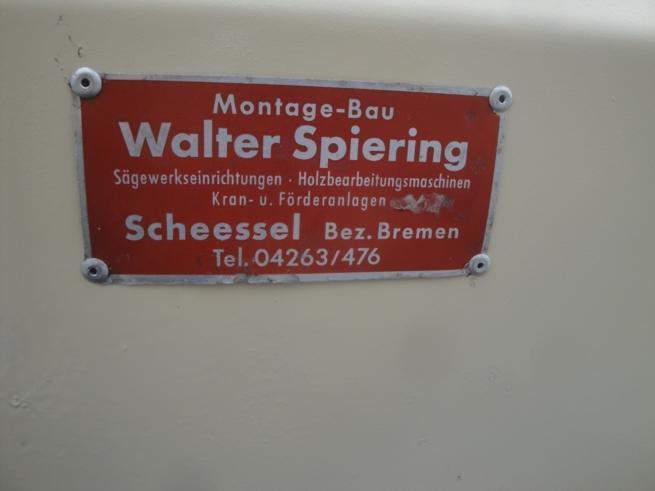 Montage-Bau
Walter Spiering
Sägewerkseinrichtungen · Holzbearbeitungsmaschinen
Kran- u. Förderanlagen
Scheessel Bez. Bremen
Tel. 04263/476